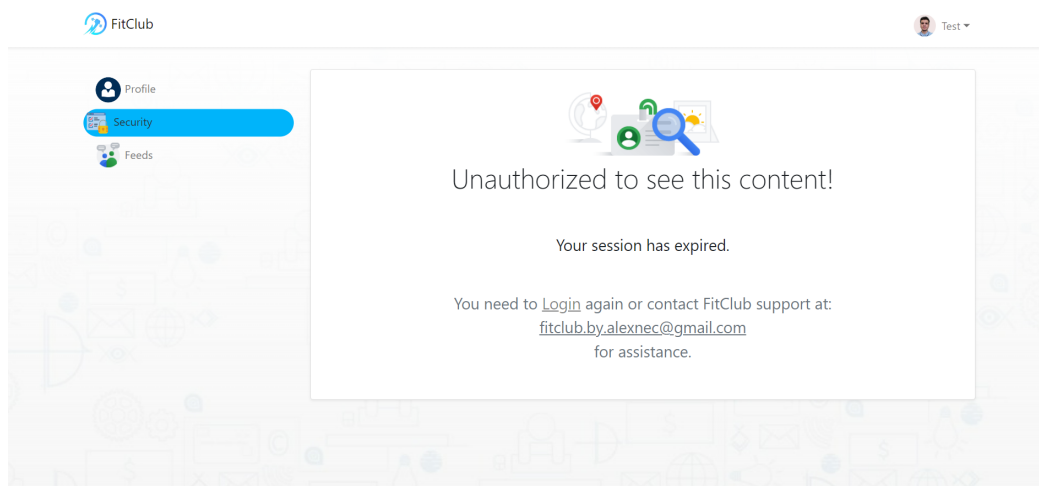 FitClub
Test
Profile
Security
Feeds
Unauthorized to see this content!
Your session has expired.
You need to Login again or contact FitClub support at:
fitclub.by.alexnec@gmail.com
for assistance.